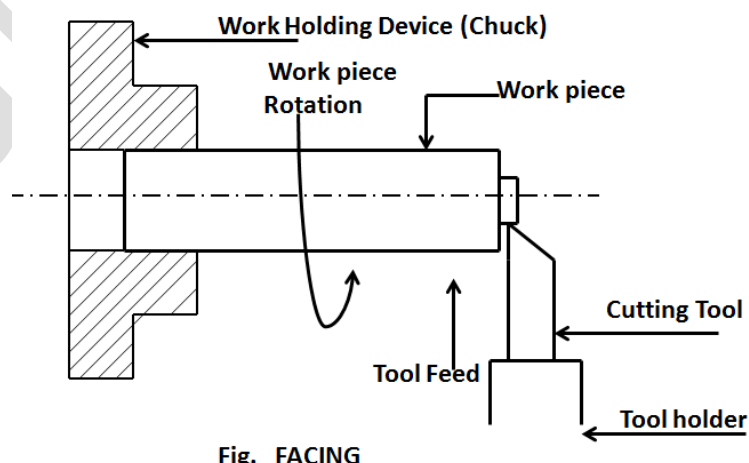 Work Holding Device (Chuck)
Work piece
Rotation
Work piece
Cutting Tool
Tool Feed
Tool holder
Fig. FACING